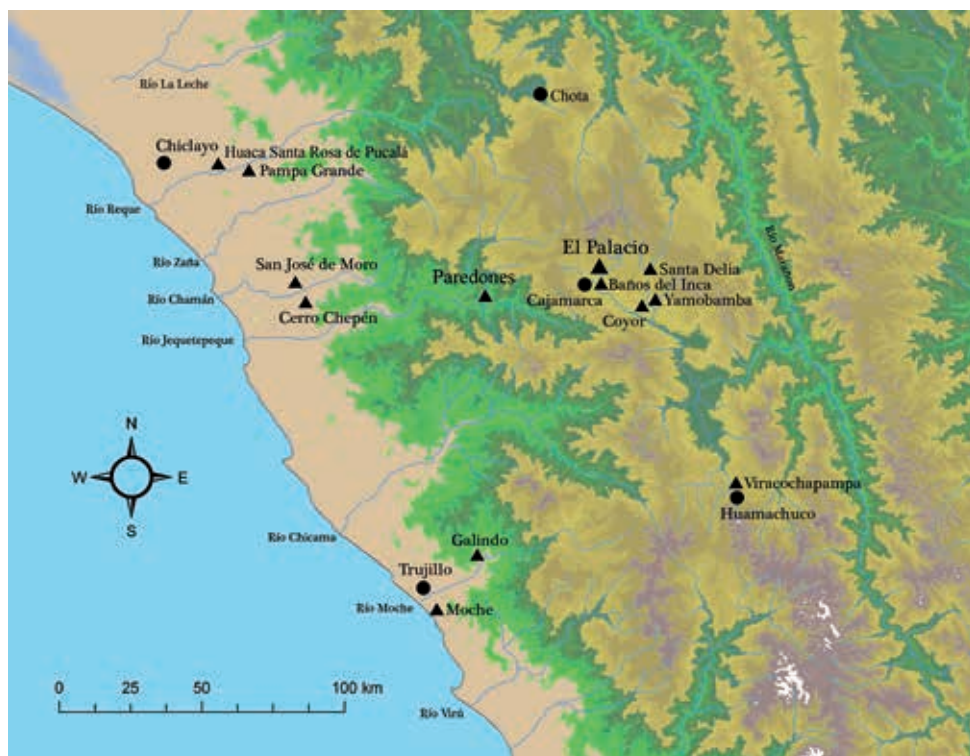 Río La Leche
Chota
Chiclayo
Huaca Santa Rosa de Pucalá
Pampa Grande
Río Reque
Río Marañon
El Palacio
Río Zaña
San José de Moro
Paredones
Santa Delia
Baños del Inca
Río Chamán
Cajamarca
Yamobamba
Cerro Chepén
Coyor
Río Jequetepeque
N
W
E
S
Viracochapampa
Huamachuco
Río Chicama
Galindo
Trujillo
Río Moche
Moche
0 25 50 100 km
Río Virú